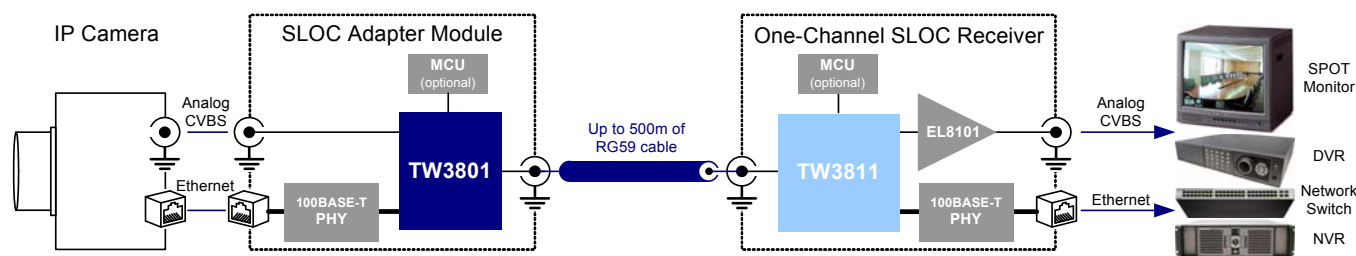 IP Camera
SLOC Adapter Module
One-Channel SLOC Receiver
MCU
(optional)
MCU
(optional)
SPOT
Monitor
Analog
CVBS
Up to 500m of
RG59 cable
EL8101
Analog
CVBS
TW3801
TW3811
DVR
Ethernet
100BASE-T
PHY
100BASE-T
PHY
Ethernet
Network
Switch
NVR